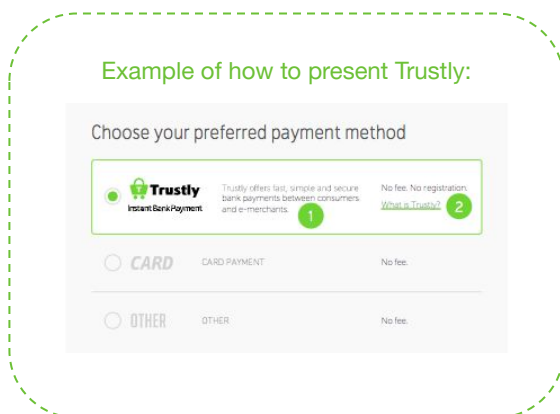 Example of how to present Trustly:
Choose your preferred payment method
Trustly
Instant Bank Payment
Trustly offers fast, simple and secure
bank payments between consumers
and e-merchants.
1
No fee. No registration.
What is Trustly?
2
CARD
CARD PAYMENT
No fee.
OTHER
OTHER
No fee.